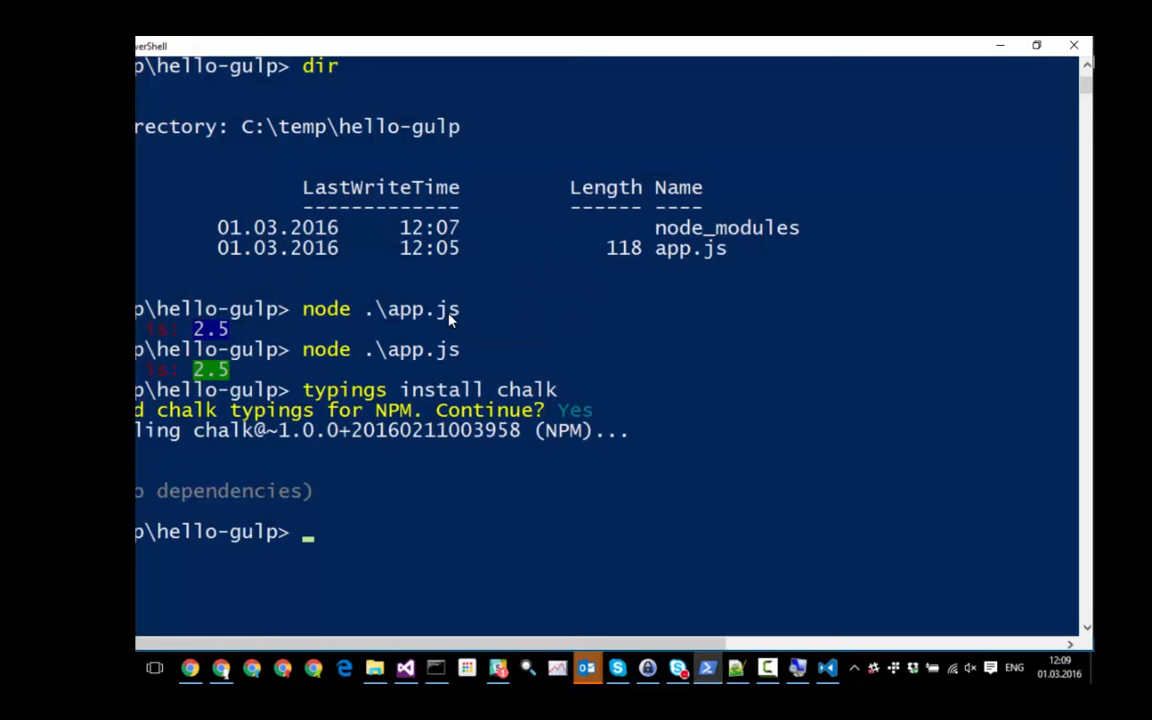 verShell
p\hello-gulp> dir
rectory: C:\temp\hello-gulp
LastWriteTime Length Name
------------- ------ ----
01.03.2016 12:07 node_modules
01.03.2016 12:05 118 app.js
p\hello-gulp> node .\app.js
is: 2.5
p\hello-gulp> node .\app.js
is: 2.5
p\hello-gulp> typings install chalk
d chalk typings for NPM. Continue? Yes
ling chalk@~1.0.0+20160211003958 (NPM)...
o dependencies)
p\hello-gulp>
ENG
12:09
01.03.2016